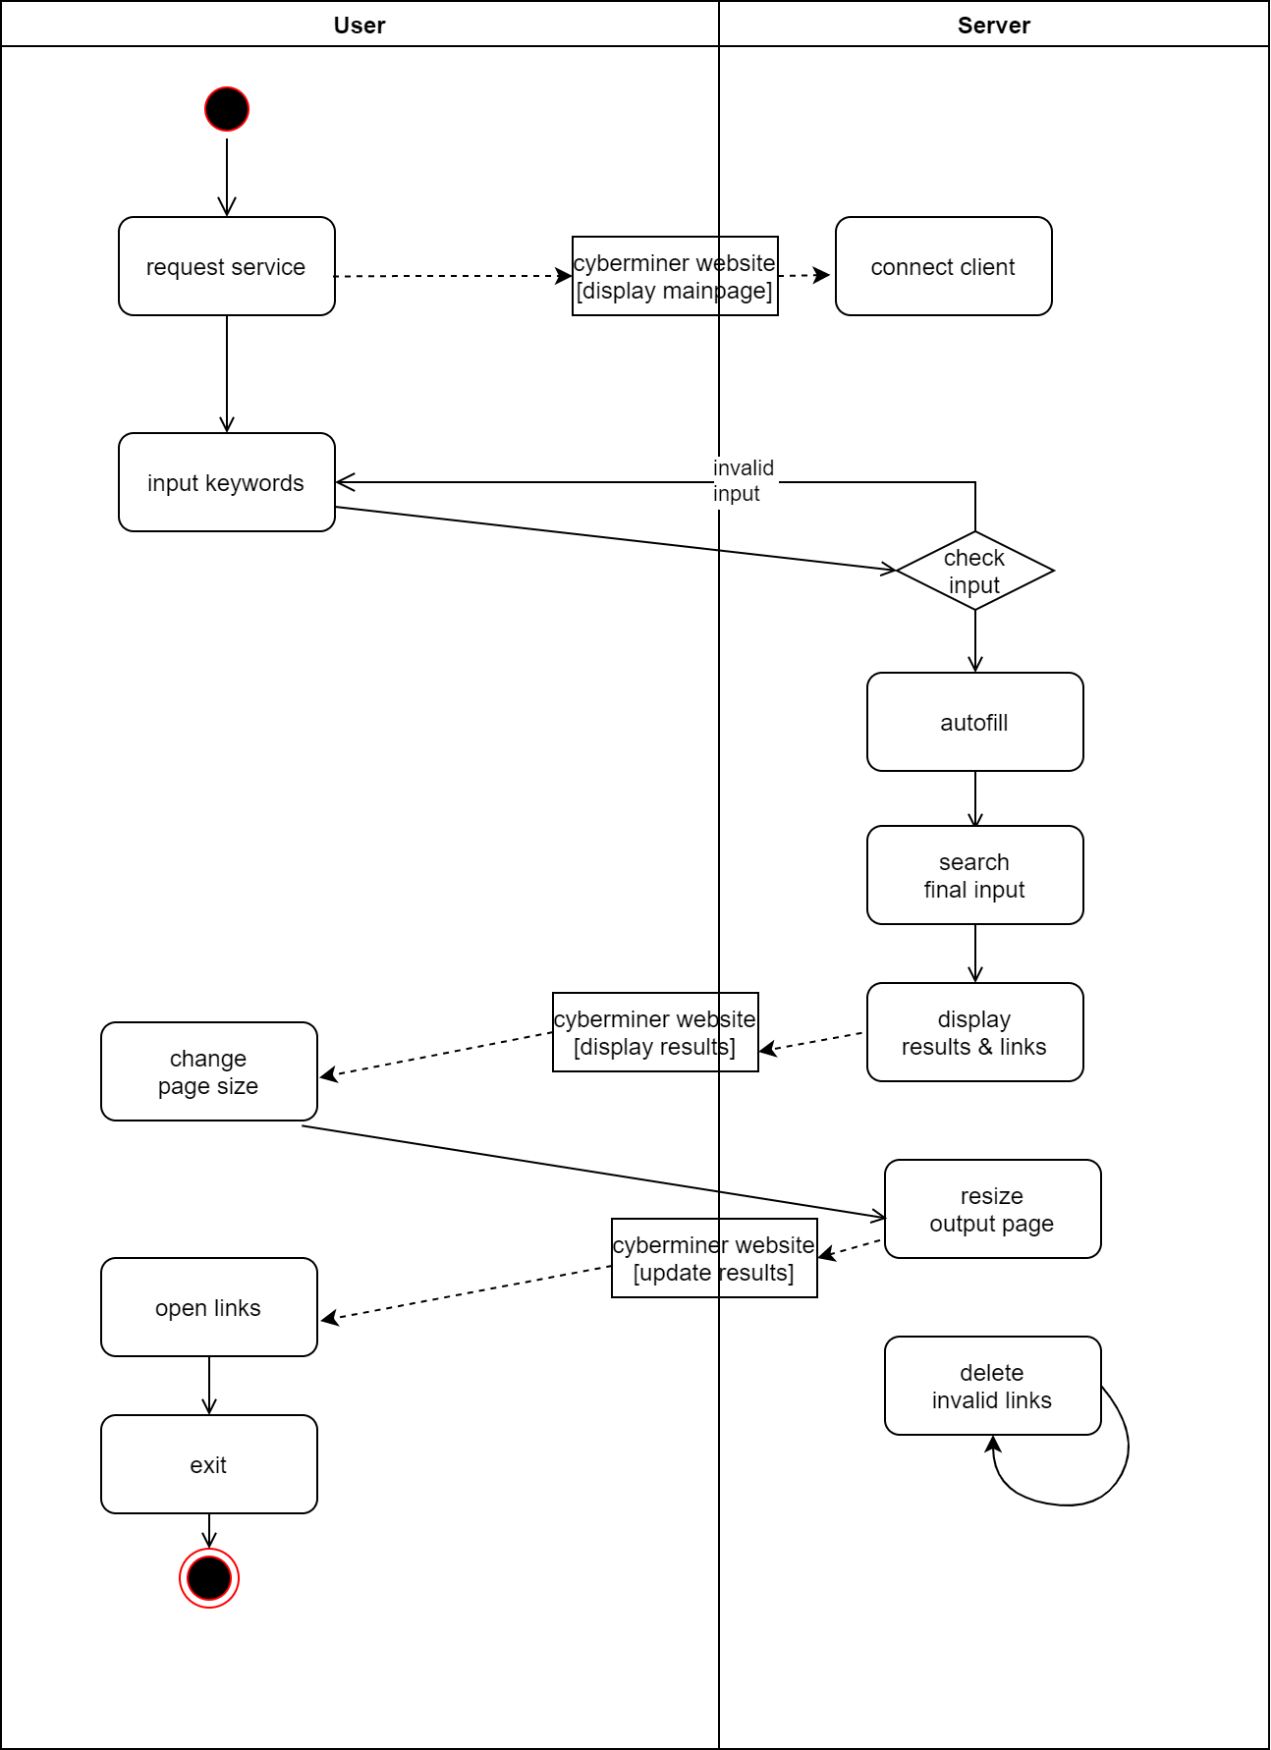 User
Server
request service
cyberminer website
[display mainpage]
connect client
input keywords
invalid
input
check
input
autofill
search
final input
display
results & links
cyberminer website
[display results]
change
page size
resize
output page
cyberminer website
[update results]
open links
delete
invalid links
exit